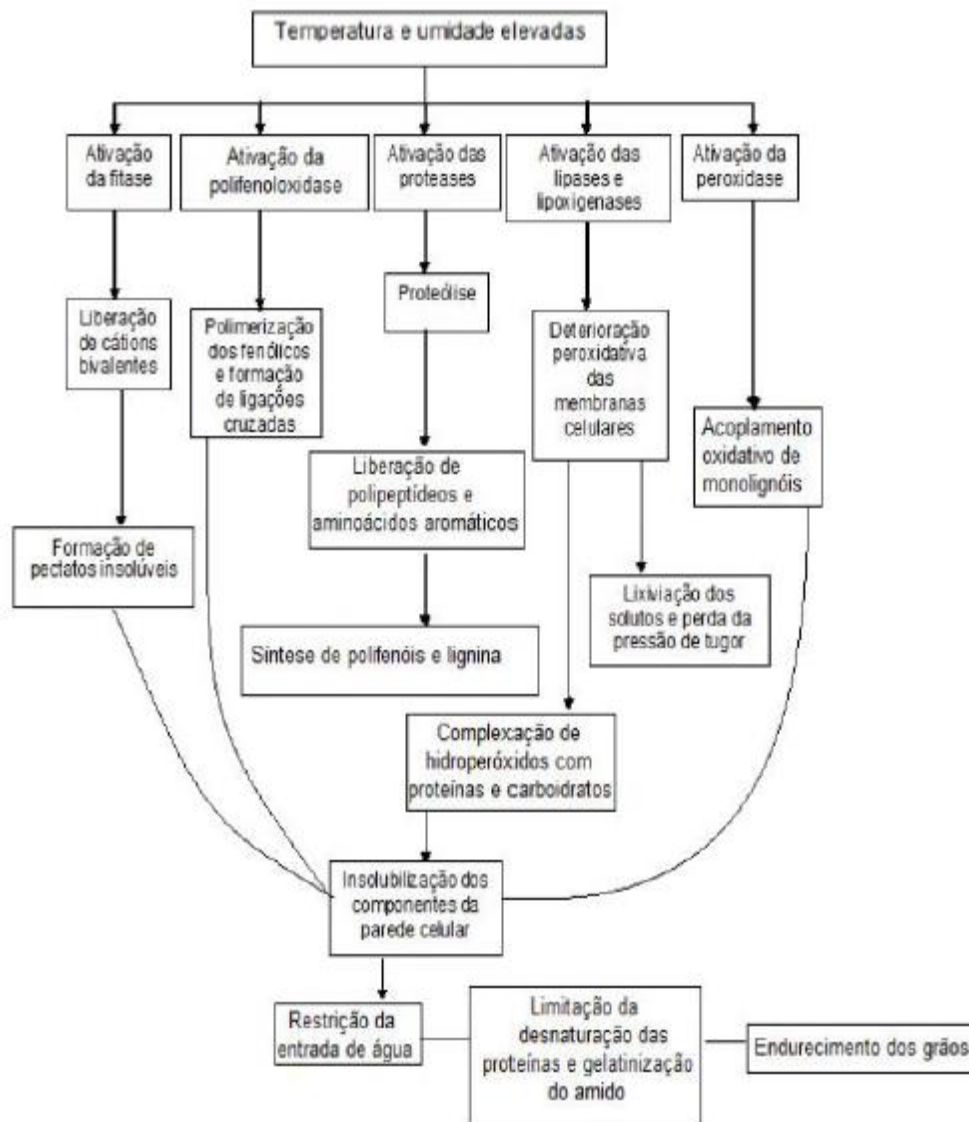 Temperatura e umidade elevadas
Ativação
da fitase
Ativação da
polifenoloxidase
Ativação das
proteases
Ativação das
lipases e
lipoxigenases
Ativação da
peroxidase
Liberação
de cátions
bivalentes
Polimerização
dos fenólicos
e formação
de ligações
cruzadas
Proteólise
Deterioração
peroxidativa
das
membranas
celulares
Acoplamento
oxidativo de
monolignóis
Liberação de
polipeptídeos e
aminoácidos aromáticos
Formação de
pectatos insolúveis
Lixiviação dos
solutos e perda da
pressão de tugor
Síntese de polifenóis e lignina
Complexação de
hidroperóxidos com
proteínas e carboidratos
Insolubilização dos
componentes da
parede celular
Restrição da
entrada de água
Limitação da
desnaturação das
proteínas e gelatinização
do amido
Endurecimento dos grãos